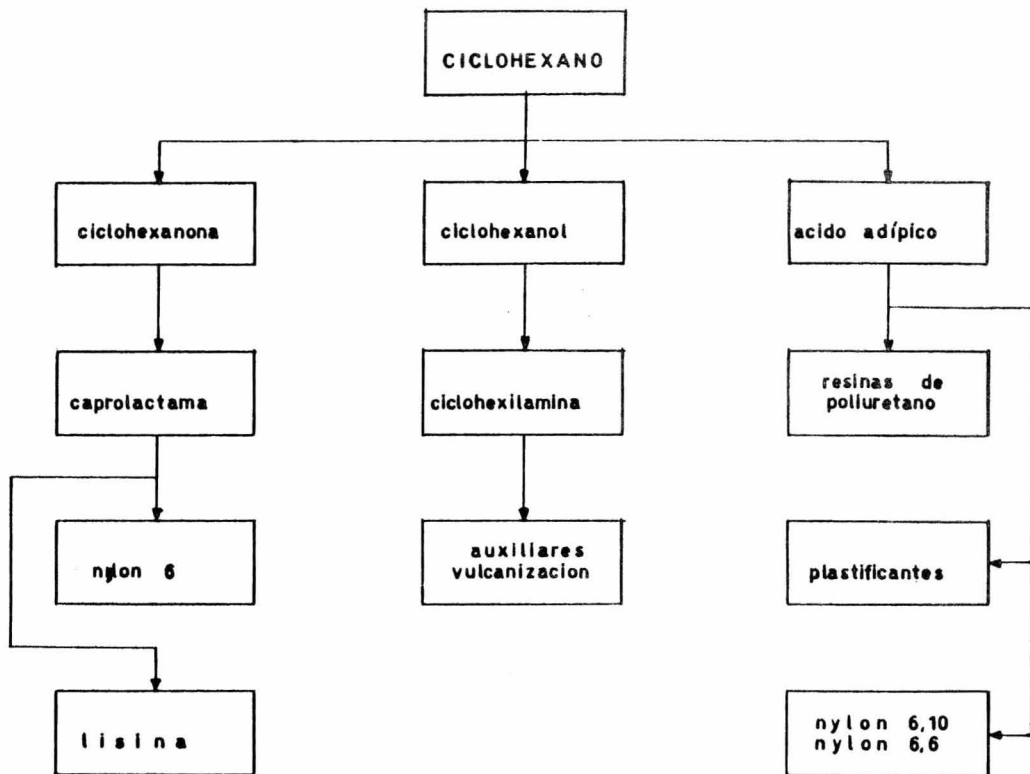 CICLOHEXANO
ciclohexanona
ciclohexanol
acido adípico
caprolactama
ciclohexilamina
resinas de
poliuretano
nylon 6
auxiliares
vulcanizacion
plastificantes
lisina
nylon 6,10
nylon 6,6